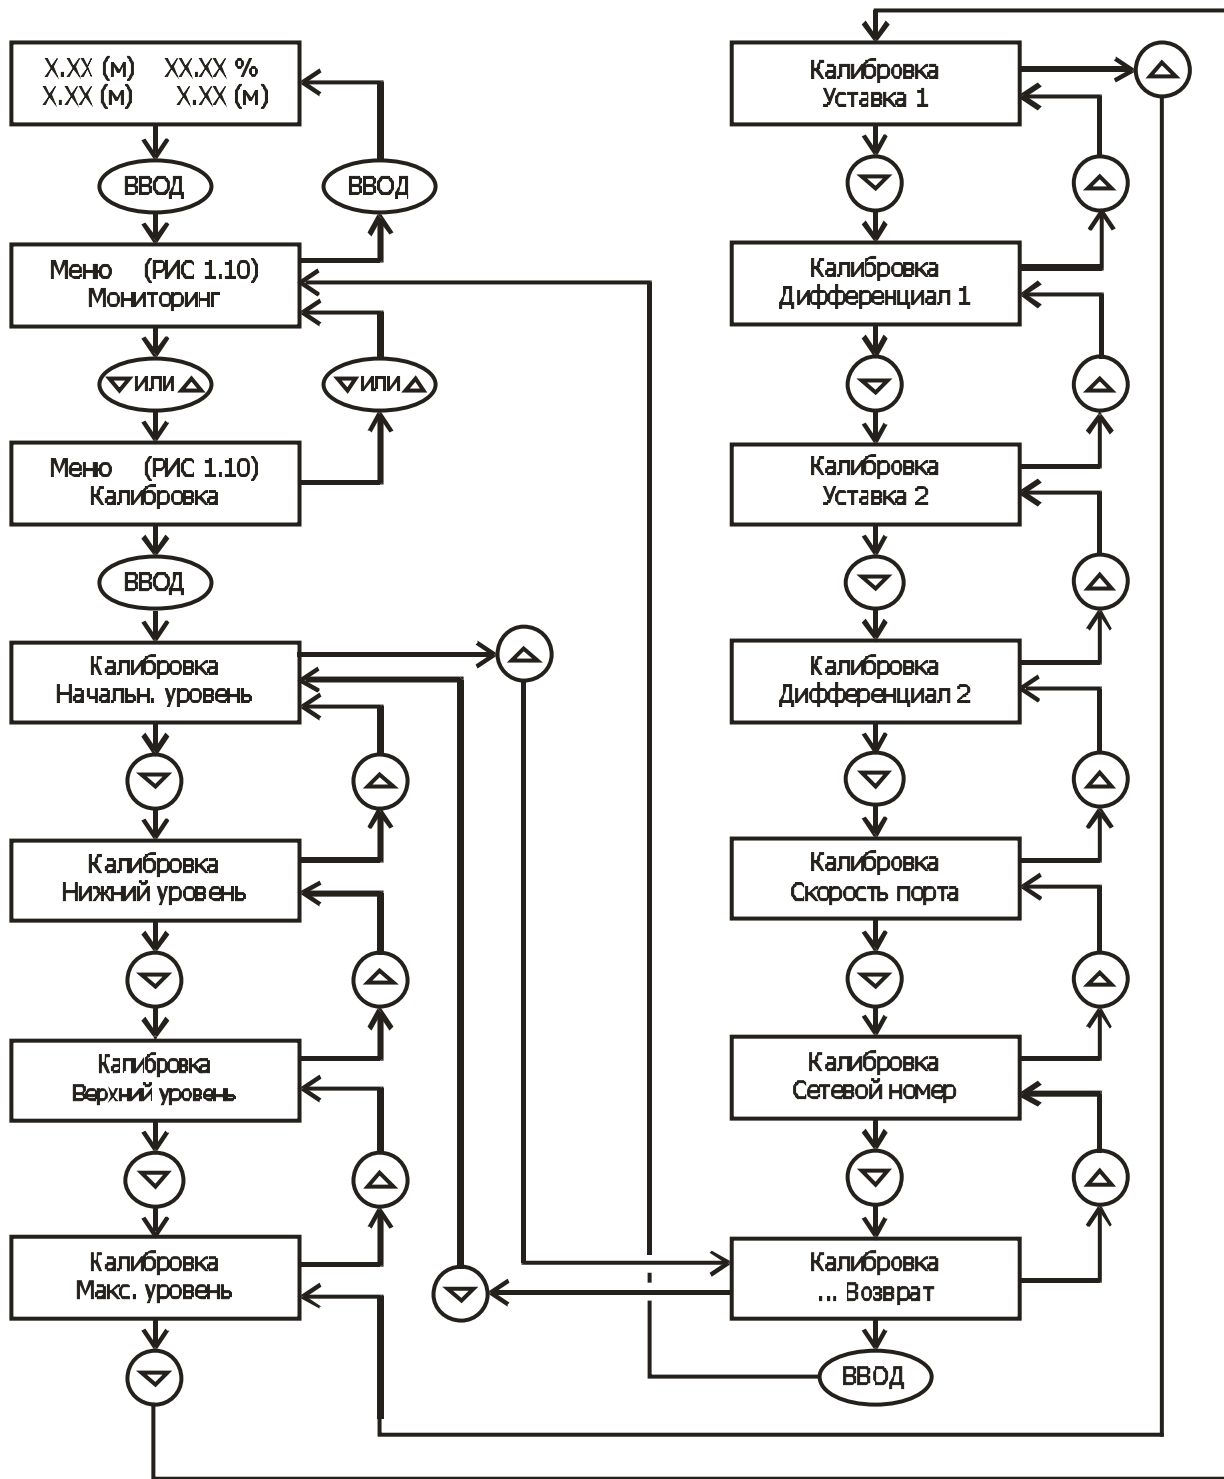 X.XX (м) XX.XX %
X.XX (м) X.XX (м)
ВВОД
ВВОД
Меню (РИС 1.10)
Мониторинг
ИЛИ
ИЛИ
Меню (РИС 1.10)
Калибровка
ВВОД
Калибровка
Начальн. уровень
Калибровка
Нижний уровень
Калибровка
Верхний уровень
Калибровка
Макс. уровень
Калибровка
Уставка 1
Калибровка
Дифференциал 1
Калибровка
Уставка 2
Калибровка
Дифференциал 2
Калибровка
Скорость порта
Калибровка
Сетевой номер
Калибровка
... Возврат
ВВОД